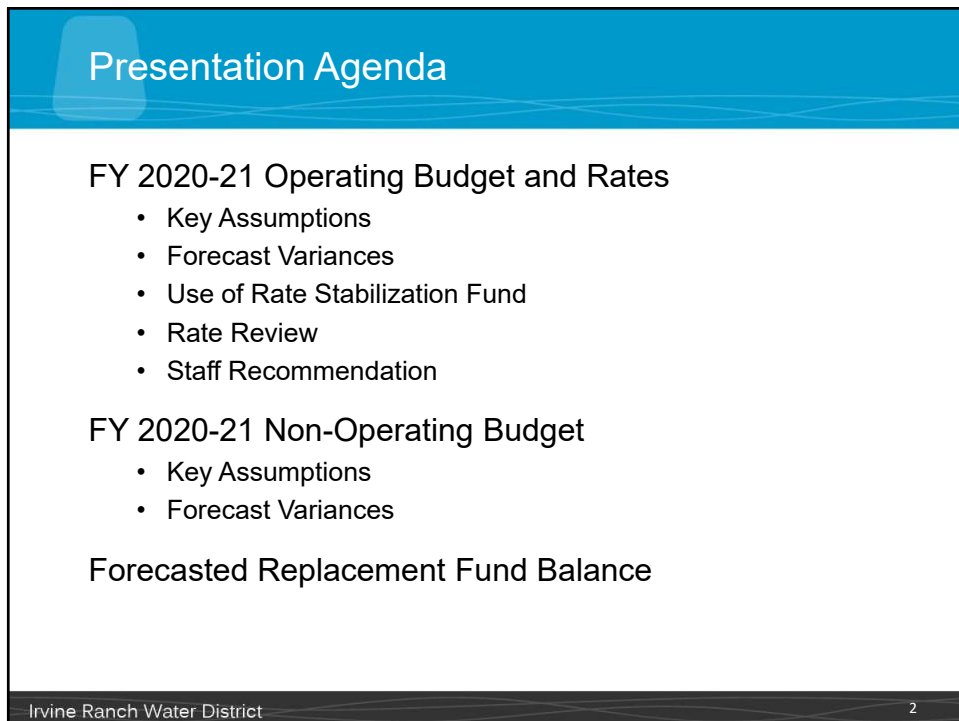 Presentation Agenda
FY 2020-21 Operating Budget and Rates
• Key Assumptions
• Forecast Variances
• Use of Rate Stabilization Fund
• Rate Review
• Staff Recommendation
FY 2020-21 Non-Operating Budget
• Key Assumptions
• Forecast Variances
Forecasted Replacement Fund Balance
Irvine Ranch Water District
2